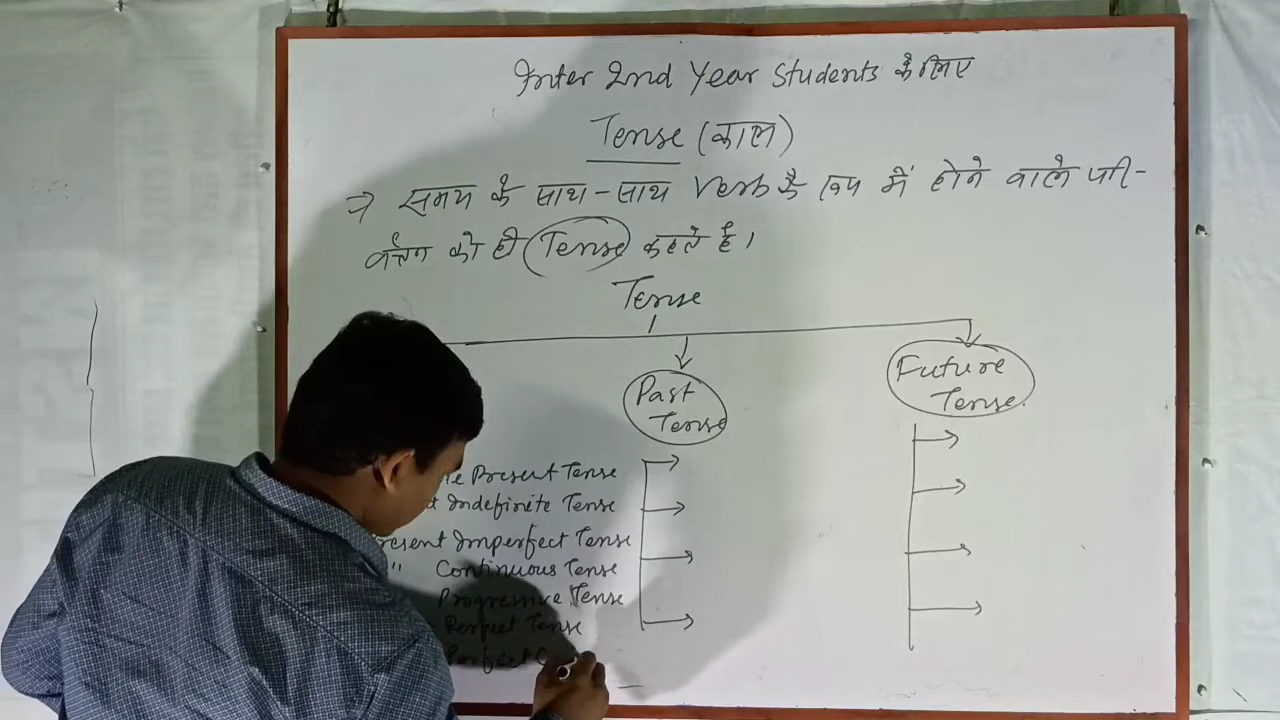 Inter 2nd Year Students के लिए
Tense (काल)
⇒ समय के साथ-साथ Verb के रूप में होने वाले परि-
वर्त्तन को ही Tense कहते हैं।
Tense
Past
Tense
Future
Tense.
Present Tense
Indefinite Tense
Present Imperfect Tense
" Continuous Tense
Progressive Tense
Perfect Tense
Perfect